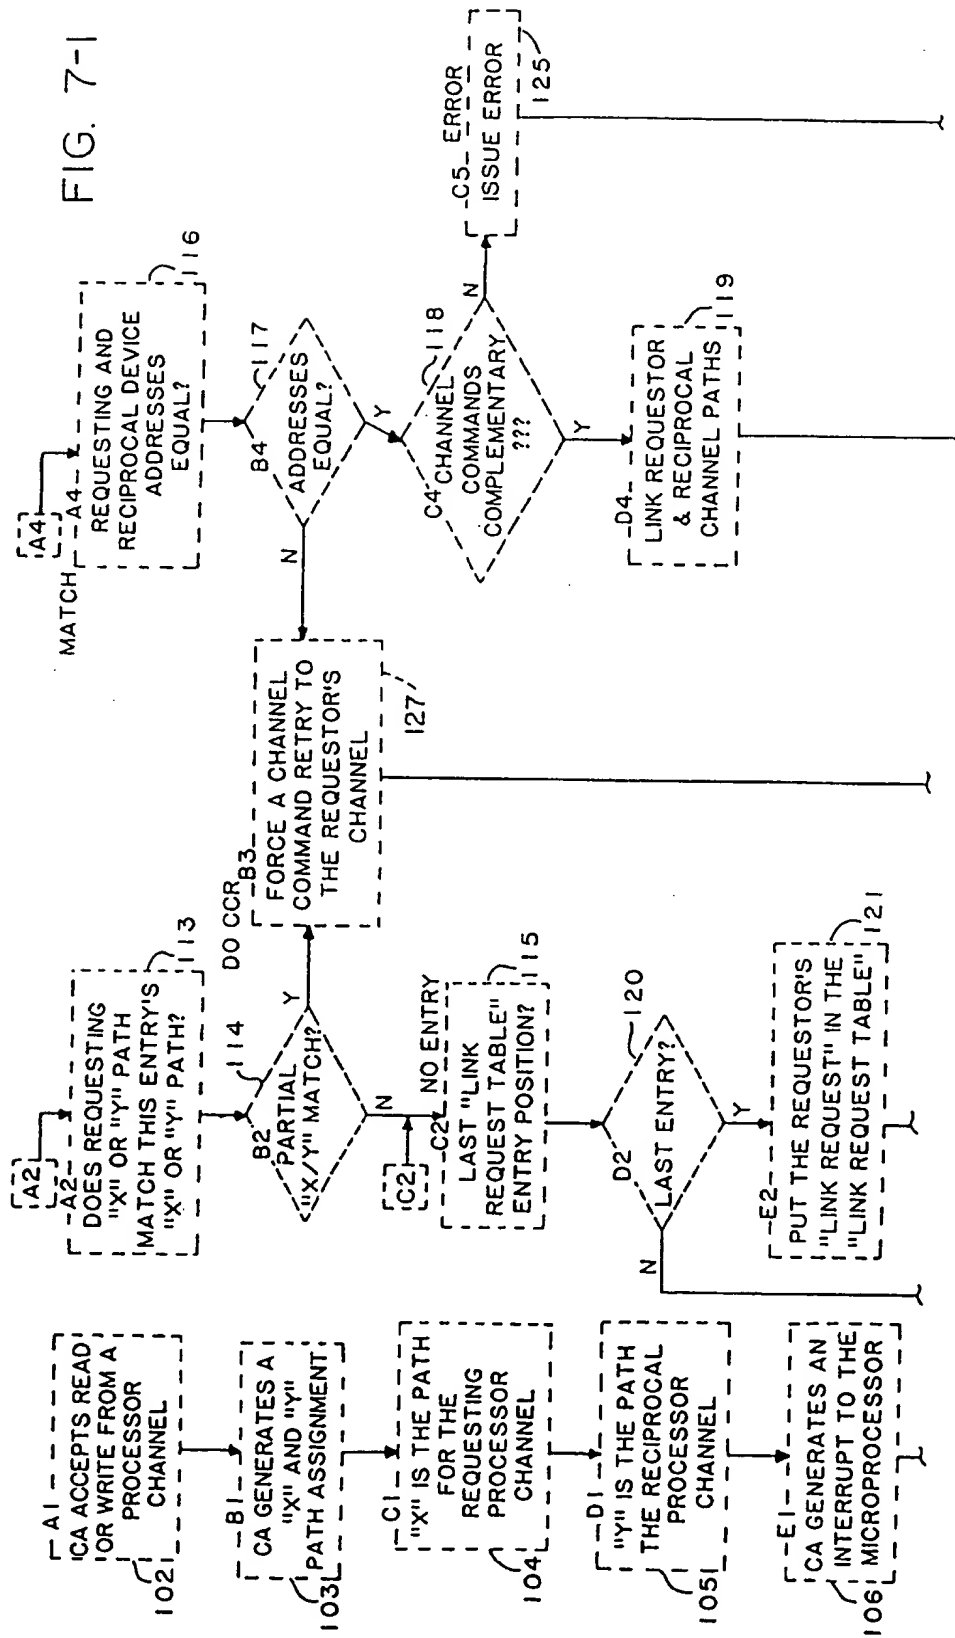 FIG. 7-1
A1
CA ACCEPTS READ
OR WRITE FROM A
PROCESSOR
CHANNEL
102
B1
CA GENERATES A
"X" AND "Y"
PATH ASSIGNMENT
103
C1
"X" IS THE PATH
FOR THE
REQUESTING
PROCESSOR
CHANNEL
104
D1
"Y" IS THE PATH
THE RECIPROCAL
PROCESSOR
CHANNEL
105
E1
CA GENERATES AN
INTERRUPT TO THE
MICROPROCESSOR
106
A2
A2
DOES REQUESTING
"X" OR "Y" PATH
MATCH THIS ENTRY'S
"X" OR "Y" PATH?
113
B2
PARTIAL
"X/Y" MATCH?
114
Y
N
C2
NO ENTRY
C2
LAST "LINK
REQUEST TABLE"
ENTRY POSITION?
115
D2
LAST ENTRY?
120
N
Y
E2
PUT THE REQUESTOR'S
"LINK REQUEST" IN THE
"LINK REQUEST TABLE"
121
DO CCR
B3
FORCE A CHANNEL
COMMAND RETRY TO
THE REQUESTOR'S
CHANNEL
127
A4
MATCH
A4
REQUESTING AND
RECIPROCAL DEVICE
ADDRESSES
EQUAL?
116
B4
ADDRESSES
EQUAL?
117
N
Y
C4
CHANNEL
COMMANDS
COMPLEMENTARY
???
118
N
Y
D4
LINK REQUESTOR
& RECIPROCAL
CHANNEL PATHS
119
C5
ERROR
ISSUE ERROR
125